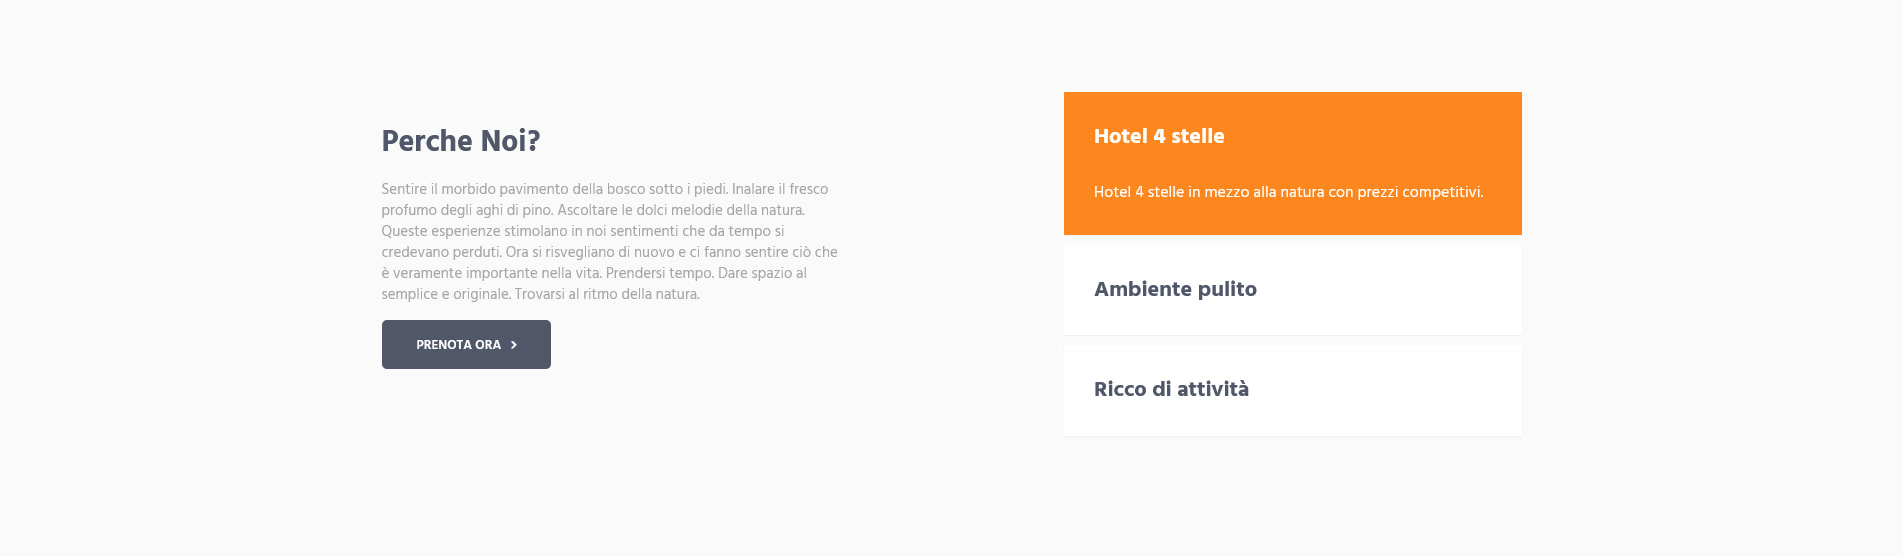 Perche Noi?
Sentire il morbido pavimento della bosco sotto i piedi. Inalare il fresco
profumo degli aghi di pino. Ascoltare le dolci melodie della natura.
Queste esperienze stimolano in noi sentimenti che da tempo si
credevano perduti. Ora si risvegliano di nuovo e ci fanno sentire ciò che
è veramente importante nella vita. Prendersi tempo. Dare spazio al
semplice e originale. Trovarsi al ritmo della natura.
PRENOTA ORA
Hotel 4 stelle
Hotel 4 stelle in mezzo alla natura con prezzi competitivi.
Ambiente pulito
Ricco di attività